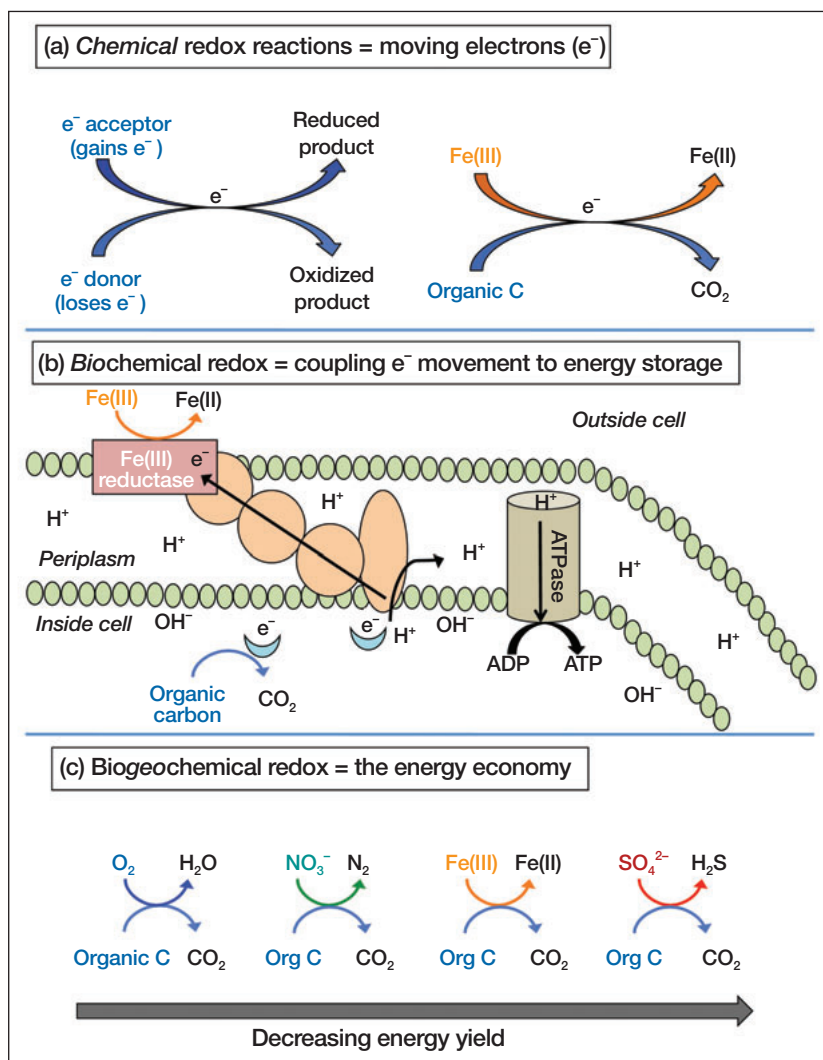 (a) Chemical redox reactions = moving electrons (e⁻)
e⁻ acceptor
(gains e⁻)
Reduced
product
e⁻
e⁻ donor
(loses e⁻)
Oxidized
product
Fe(III)
Fe(II)
e⁻
Organic C
CO₂
(b) Biochemical redox = coupling e⁻ movement to energy storage
Fe(III)
Fe(II)
Outside cell
Fe(III)
reductase
e⁻
H⁺
H⁺
H⁺
H⁺
H⁺
H⁺
H⁺
Periplasm
ATPase
Inside cell
OH⁻
e⁻
e⁻
H⁺
OH⁻
ADP
ATP
OH⁻
Organic
carbon
CO₂
(c) Biogeochemical redox = the energy economy
O₂
H₂O
Organic C
CO₂
NO₃⁻
N₂
Org C
CO₂
Fe(III)
Fe(II)
Org C
CO₂
SO₄²⁻
H₂S
Org C
CO₂
Decreasing energy yield